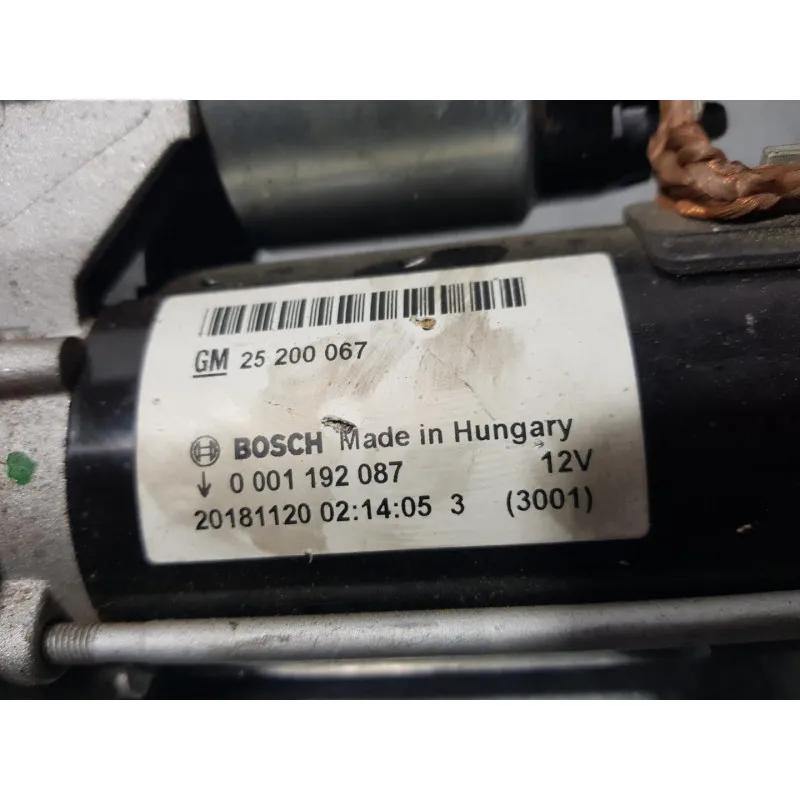 GM 25 200 067
BOSCH Made in Hungary
↓ 0 001 192 087 12V
20181120 02:14:05 3 (3001)